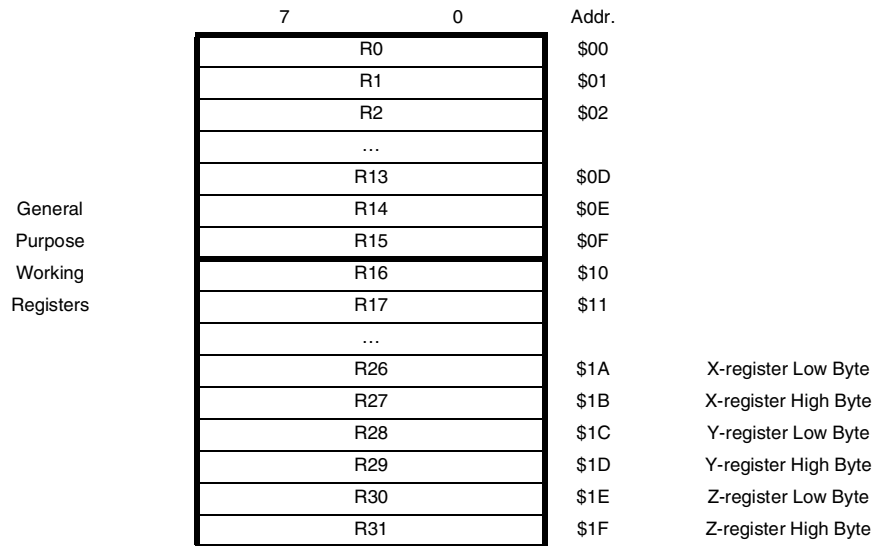 7 0 Addr.
R0 $00
R1 $01
R2 $02
…
R13 $0D
General R14 $0E
Purpose R15 $0F
Working R16 $10
Registers R17 $11
…
R26 $1A X-register Low Byte
R27 $1B X-register High Byte
R28 $1C Y-register Low Byte
R29 $1D Y-register High Byte
R30 $1E Z-register Low Byte
R31 $1F Z-register High Byte